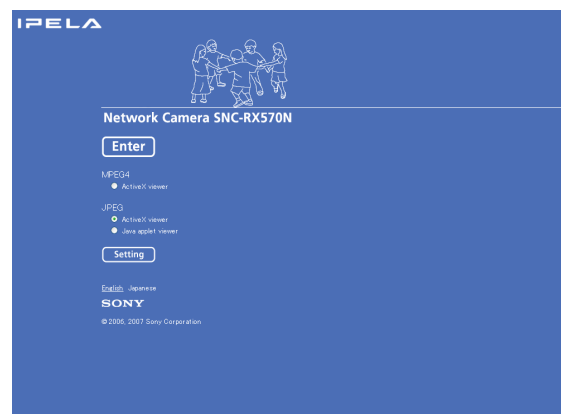 IPELA
Network Camera SNC-RX570N
Enter
MPEG4
ActiveX viewer
JPEG
ActiveX viewer
Java applet viewer
Setting
English Japanese
SONY
©2006, 2007 Sony Corporation